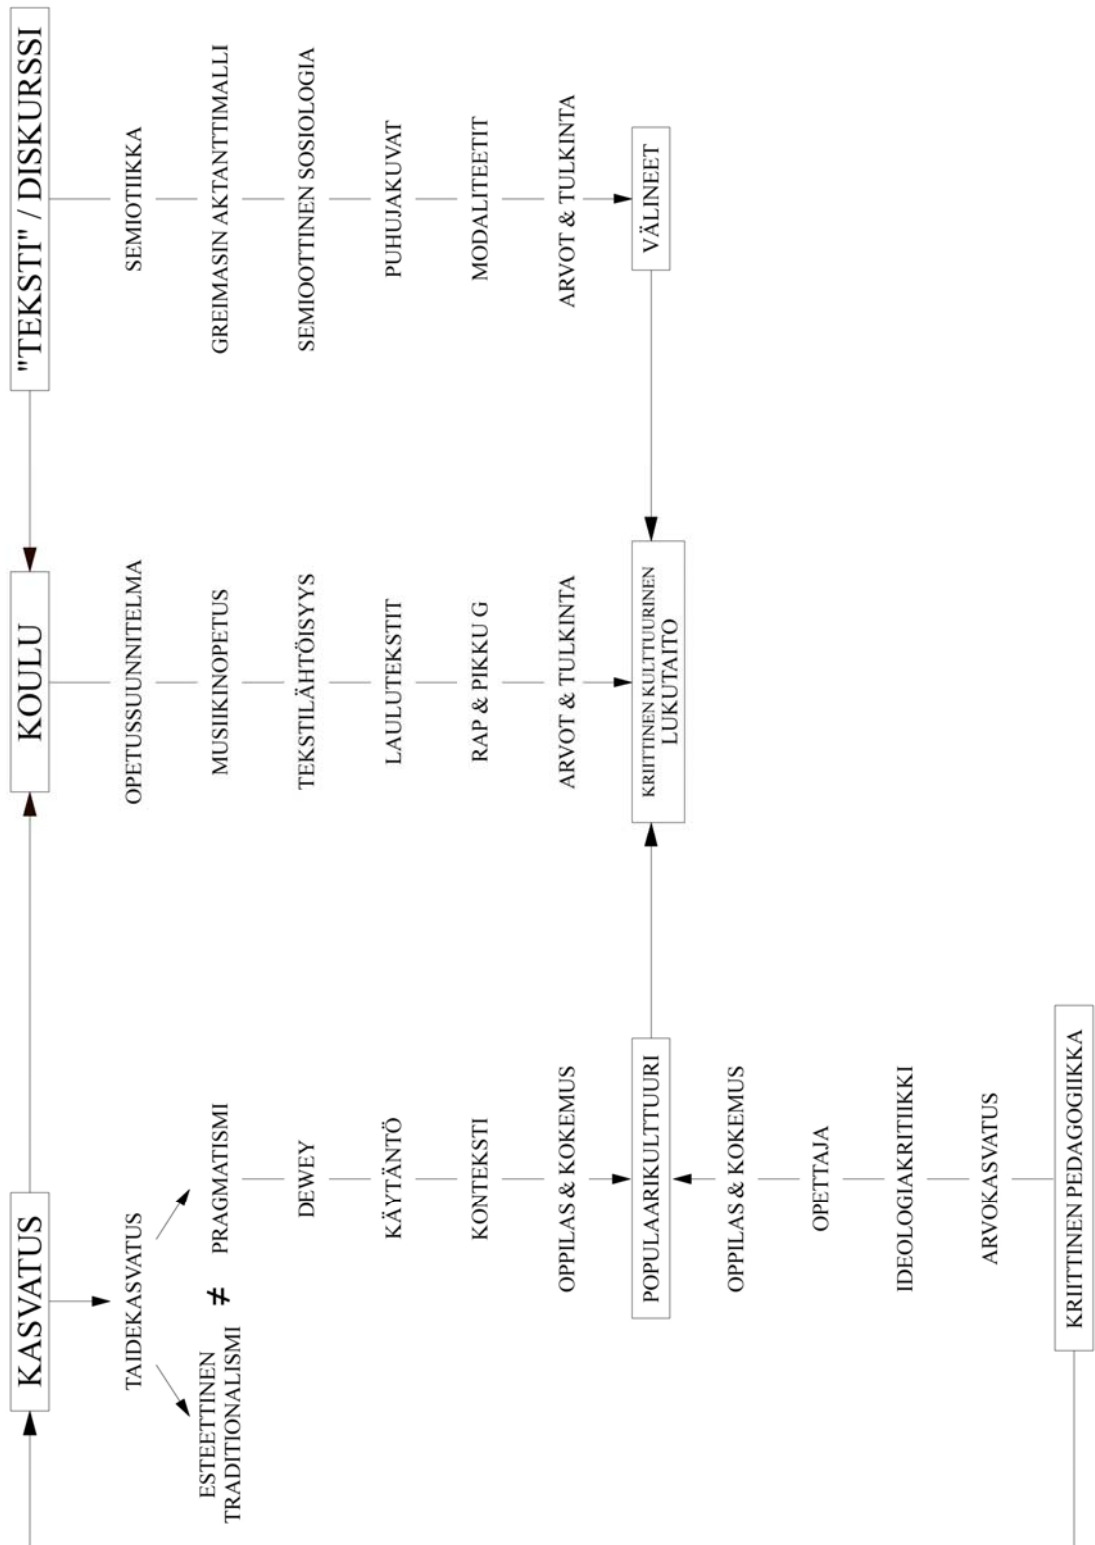 KASVATUS
TAIDEKASVATUS
ESTEETTINEN
TRADITIONALISMI
≠
PRAGMATISMI
DEWEY
KÄYTÄNTÖ
KONTEKSTI
OPPILAS & KOKEMUS
POPULAARIKULTTUURI
OPPILAS & KOKEMUS
OPETTAJA
IDEOLOGIAKRITIIKKI
ARVOKASVATUS
KRIITTINEN PEDAGOGIIKKA
KOULU
OPETUSSUUNNITELMA
MUSIIKINOPETUS
TEKSTILÄHTÖISYYS
LAULUTEKSTIT
RAP & PIKKU G
ARVOT & TULKINTA
KRIITTINEN KULTTUURINEN
LUKUTAITO
"TEKSTI" / DISKURSSI
SEMIOTIIKKA
GREIMASIN AKTANTTIMALLI
SEMIOOTTINEN SOSIOLOGIA
PUHUJAKUVAT
MODALITEETIT
ARVOT & TULKINTA
VÄLINEET